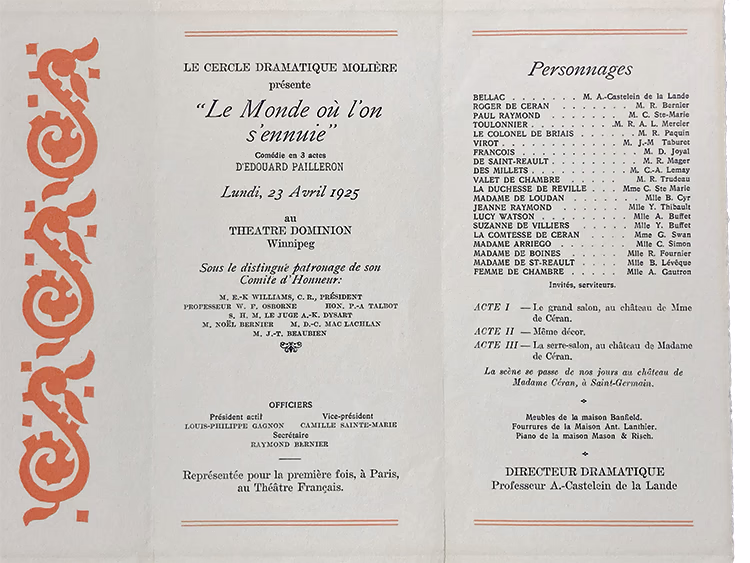 LE CERCLE DRAMATIQUE MOLIÈRE
présente
"Le Monde où l'on
s'ennuie"
Comédie en 3 actes
D'EDOUARD PAILLERON
Lundi, 23 Avril 1925
au
THEATRE DOMINION
Winnipeg
Sous le distingué patronage de son
Comite d'Honneur:
M. E.-K WILLIAMS, C. R., PRÉSIDENT
PROFESSEUR W. F. OSBORNE HON. P.-A TALBOT
S. H. M. LE JUGE A.-K. DYSART
M. NOËL BERNIER M. D.-C. MAC LACHLAN
M. J.-T. BEAUBIEN
OFFICIERS
Président actif Vice-président
LOUIS-PHILIPPE GAGNON CAMILLE SAINTE-MARIE
Secrétaire
RAYMOND BERNIER
Représentée pour la première fois, à Paris,
au Théâtre Français.
Personnages
BELLAC . . . . . . . M. A.-Castelein de la Lande
ROGER DE CERAN . . . . . . . . M. R. Bernier
PAUL RAYMOND . . . . . . . . M. C. Ste-Marie
TOULONNIER . . . . . . . . .M. R. A. L. Mercier
LE COLONEL DE BRIAIS . . . . . M. R. Paquin
VIROT . . . . . . . . . . . . M. J.-M Taburet
FRANCOIS . . . . . . . . . . . M. D. Joyal
DE SAINT-REAULT . . . . . . . . M. R. Mager
DES MILLETS . . . . . . . . . M. C.-A. Lemay
VALET DE CHAMBRE . . . . . . M. R. Trudeau
LA DUCHESSE DE REVILLE . . . Mme C. Ste Marie
MADAME DE LOUDAN . . . . . . . Mlle B. Cyr
JEANNE RAYMOND . . . . . . Mlle Y. Thibault
LUCY WATSON . . . . . . . . Mlle A. Buffet
SUZANNE DE VILLIERS . . . . . Mlle Y. Buffet
LA COMTESSE DE CERAN . . . . Mme G. Swan
MADAME ARRIEGO . . . . . . . Mlle C. Simon
MADAME DE BOINES . . . . . . Mlle R. Fournier
MADAME DE ST-REAULT . . . . Mlle B. Lévêque
FEMME DE CHAMBRE . . . . . . Mlle A. Gautron
Invités, serviteurs.
ACTE I —Le grand salon, au château de Mme
de Céran.
ACTE II —Même décor.
ACTE III —La serre-salon, au château de Madame
de Céran.
La scène se passe de nos jours au château de
Madame Céran, à Saint-Germain.
Meubles de la maison Banfield.
Fourrures de la Maison Ant. Lanthier.
Piano de la maison Mason & Risch.
DIRECTEUR DRAMATIQUE
Professeur A.-Castelein de la Lande